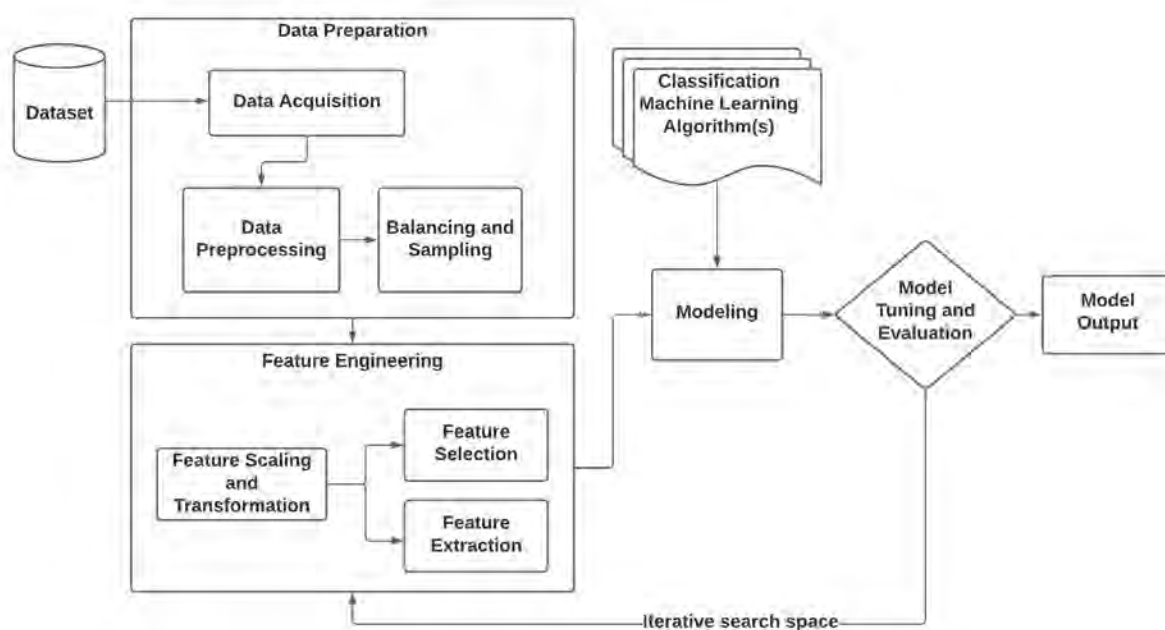 Data Preparation
Dataset
Data Acquisition
Data
Preprocessing
Balancing and
Sampling
Classification
Machine Learning
Algorithm(s)
Modeling
Model
Tuning and
Evaluation
Model
Output
Feature Engineering
Feature Scaling
and
Transformation
Feature
Selection
Feature
Extraction
Iterative search space